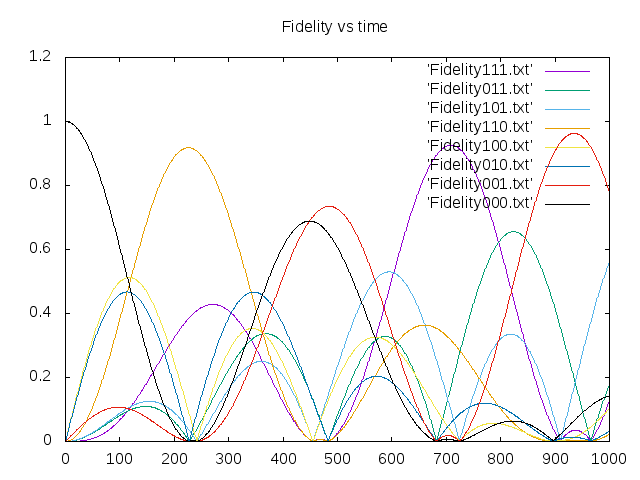 Fidelity vs time
1.2
1
0.8
0.6
0.4
0.2
0
'Fidelity111.txt'
'Fidelity011.txt'
'Fidelity101.txt'
'Fidelity110.txt'
'Fidelity100.txt'
'Fidelity010.txt'
'Fidelity001.txt'
'Fidelity000.txt'
0 100 200 300 400 500 600 700 800 900 1000